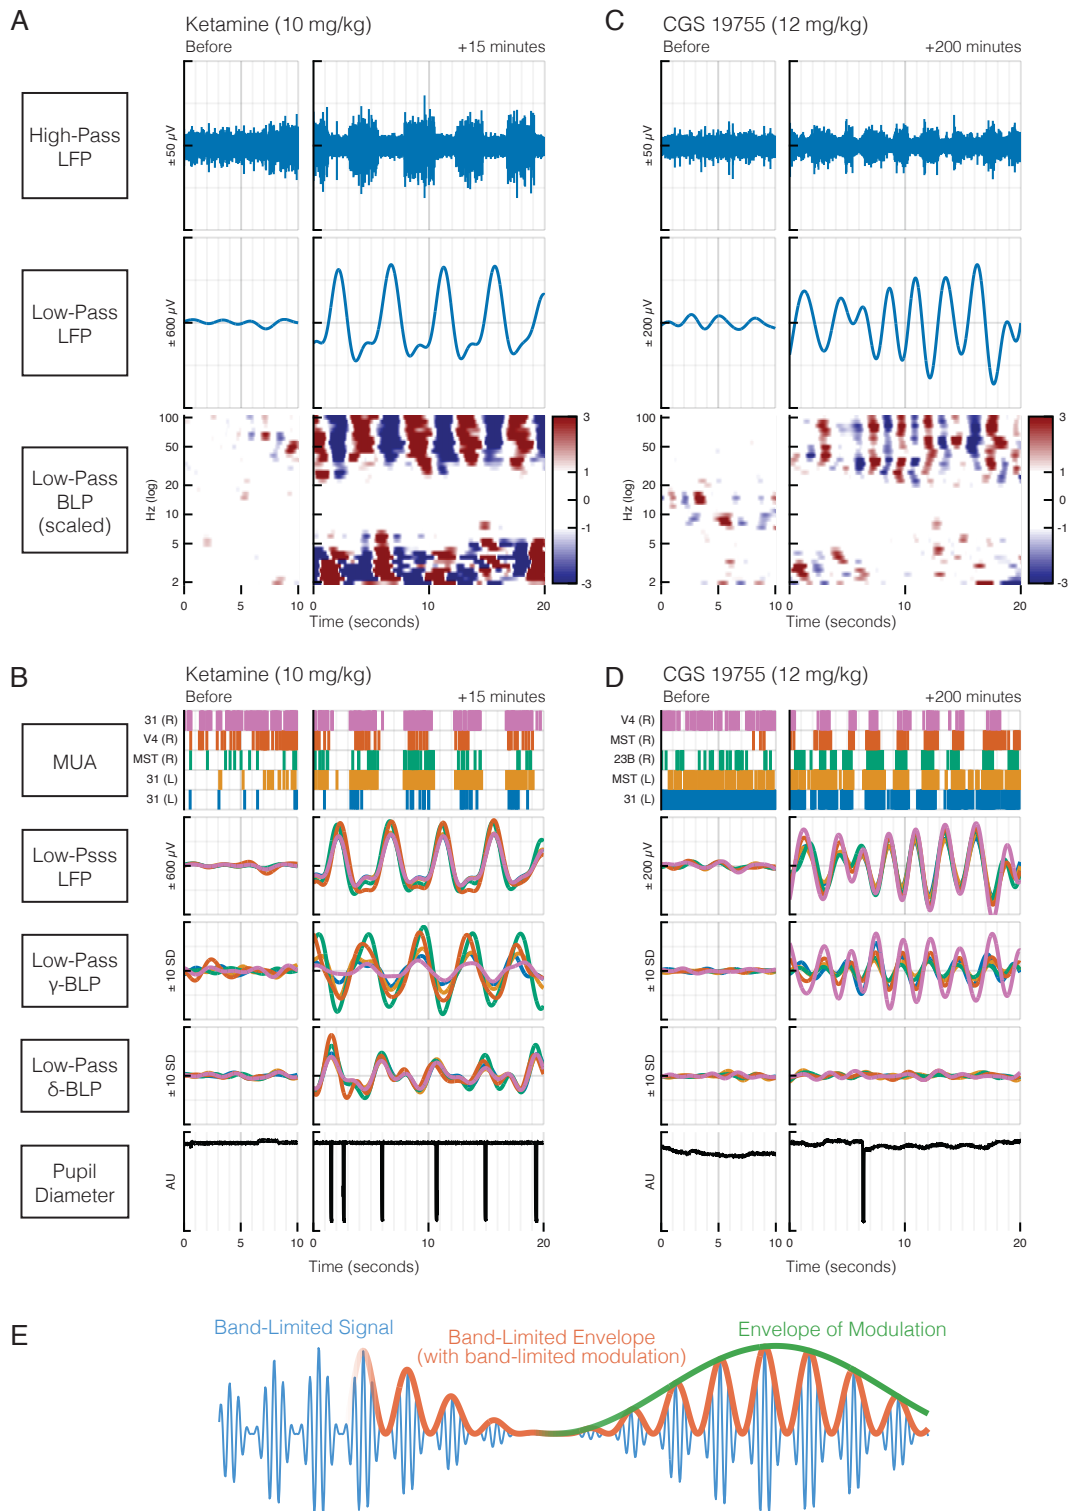 A
Ketamine (10 mg/kg)
Before
+15 minutes
C
CGS 19755 (12 mg/kg)
Before
+200 minutes
High-Pass
LFP
± 50 µV
± 50 µV
Low-Pass
LFP
± 600 µV
± 200 µV
Low-Pass
BLP
(scaled)
Hz (log)
100
50
20
10
5
2
3
1
0
-1
-3
Hz (log)
100
50
20
10
5
2
3
1
0
-1
-3
0 5 10 0 10 20
Time (seconds)
0 5 10 0 10 20
Time (seconds)
B
Ketamine (10 mg/kg)
Before
+15 minutes
D
CGS 19755 (12 mg/kg)
Before
+200 minutes
MUA
31 (R)
V4 (R)
MST (R)
31 (L)
31 (L)
V4 (R)
MST (R)
23B (R)
MST (L)
31 (L)
Low-Psss
LFP
± 600 µV
± 200 µV
Low-Pass
γ-BLP
± 10 SD
± 10 SD
Low-Pass
δ-BLP
± 10 SD
± 10 SD
Pupil
Diameter
AU
AU
0 5 10 0 10 20
Time (seconds)
0 5 10 0 10 20
Time (seconds)
E
Band-Limited Signal
Band-Limited Envelope
(with band-limited modulation)
Envelope of Modulation